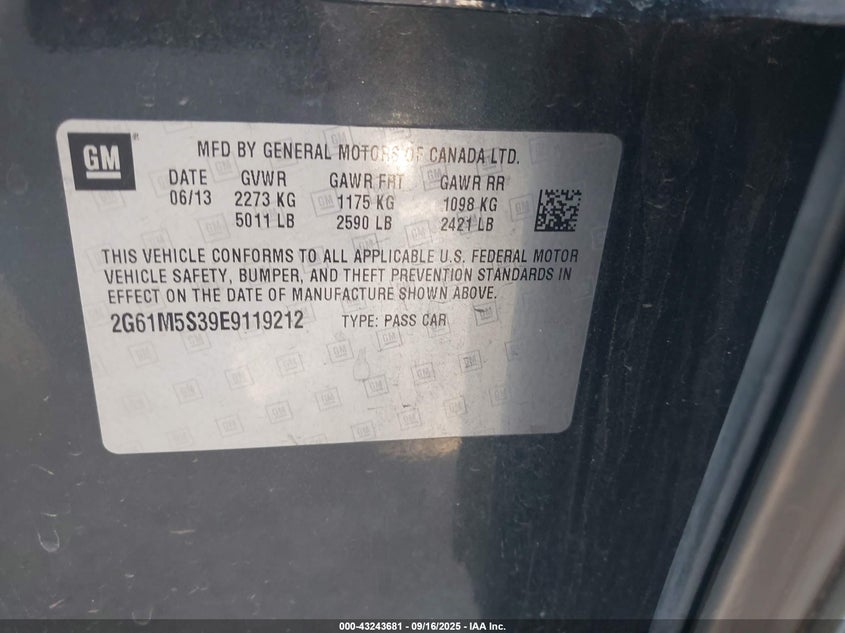 GM
MFD BY GENERAL MOTORS OF CANADA LTD.
DATE GVWR GAWR FRT GAWR RR
06/13 2273 KG 1175 KG 1098 KG
5011 LB 2590 LB 2421 LB
THIS VEHICLE CONFORMS TO ALL APPLICABLE U.S. FEDERAL MOTOR
VEHICLE SAFETY, BUMPER, AND THEFT PREVENTION STANDARDS IN
EFFECT ON THE DATE OF MANUFACTURE SHOWN ABOVE.
2G61M5S39E9119212 TYPE: PASS CAR
000-43243681 - 09/16/2025 - IAA Inc.